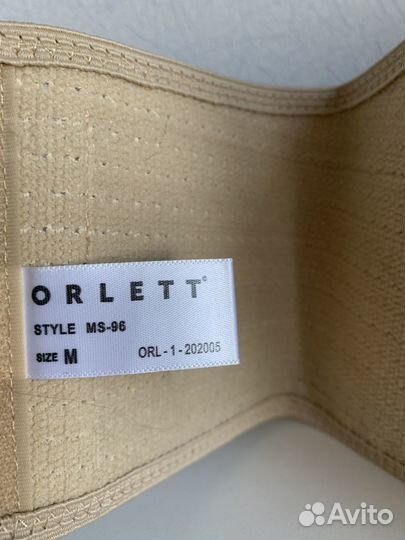 ORLETT©
STYLE MS-96
SIZE M ORL-1-202005
Avito